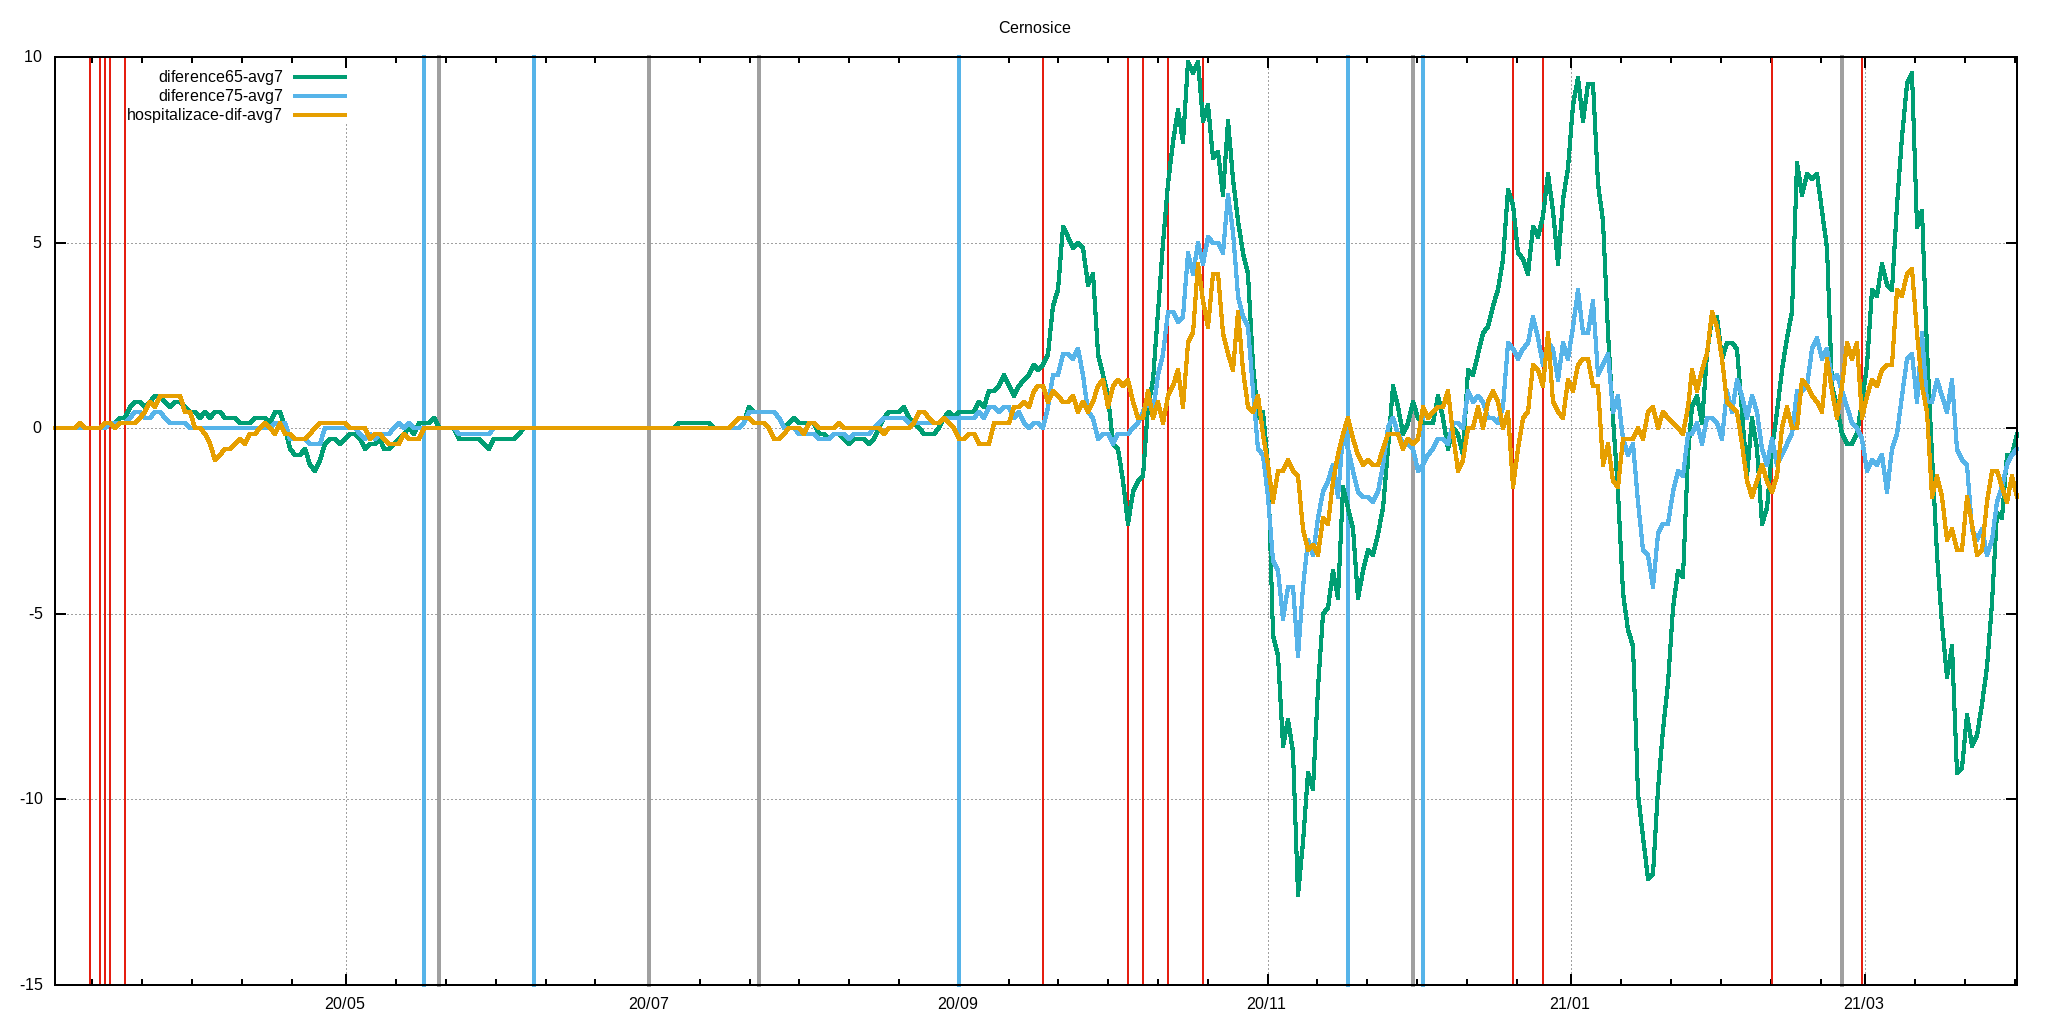 Cernosice
10
diference65-avg7
diference75-avg7
hospitalizace-dif-avg7
5
0
-5
-10
-15
20/05 20/07 20/09 20/11 21/01 21/03